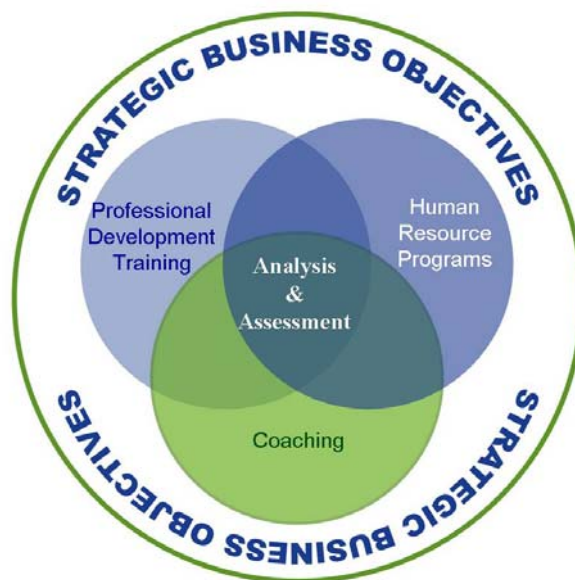 STRATEGIC BUSINESS OBJECTIVES
Professional
Development
Training
Human
Resource
Programs
Analysis
&
Assessment
Coaching
STRATEGIC BUSINESS OBJECTIVES